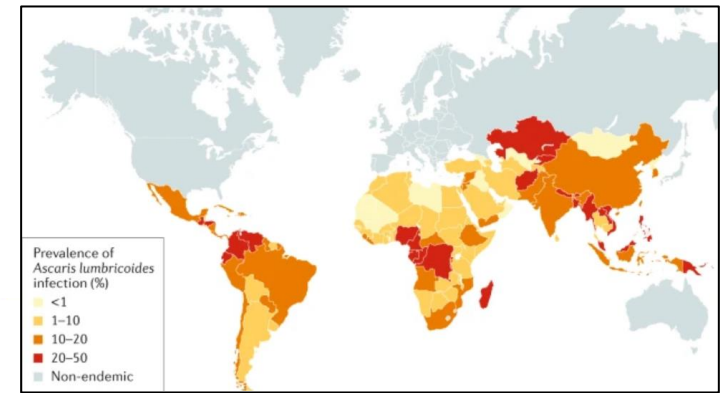 Prevalence of
Ascaris lumbricoides
infection (%)
<1
1–10
10–20
20–50
Non-endemic